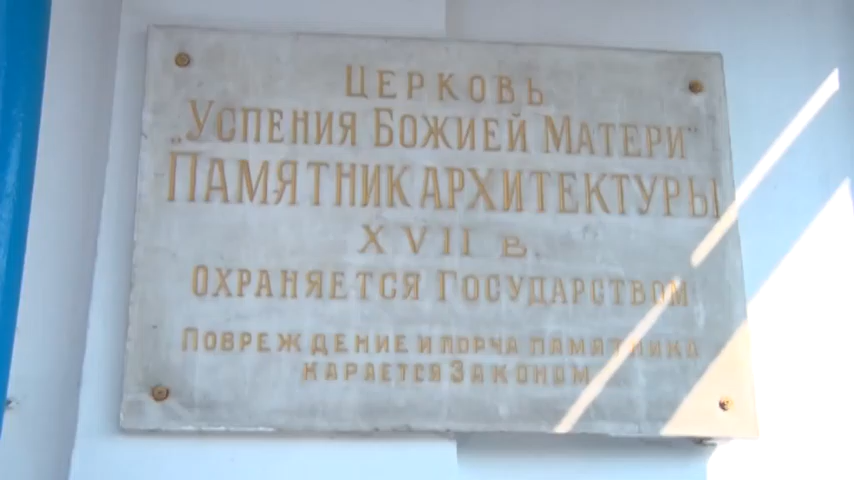 Церковь
„Успения Божией Матери"
Памятник архитектуры
XVII в.
охраняется Государством
Повреждение и порча памятника
карается Законом